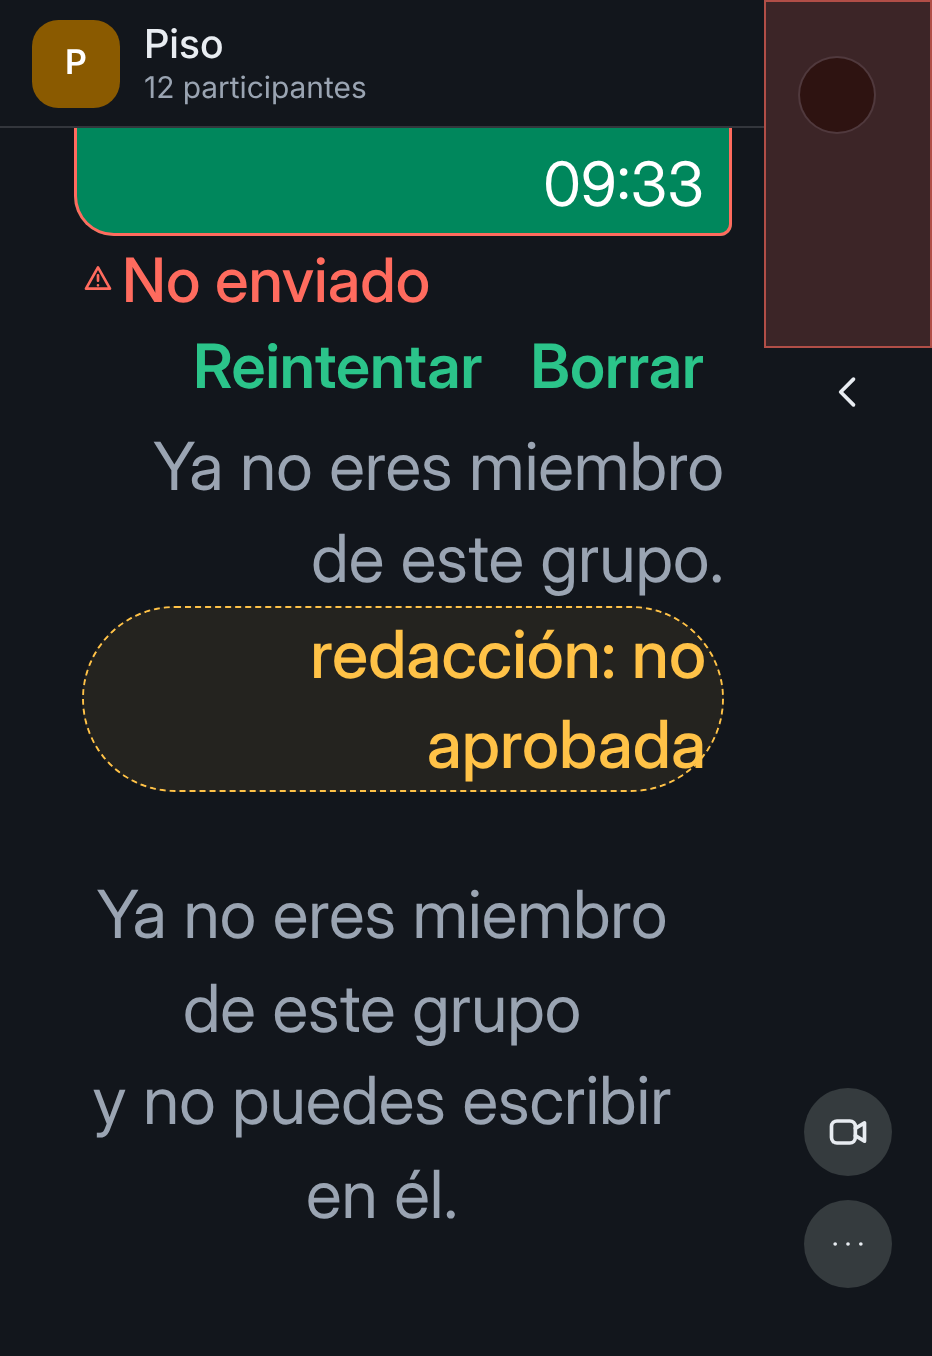 P
Piso
12 participantes
09:33
No enviado
Reintentar Borrar
Ya no eres miembro
de este grupo.
redacción: no
aprobada
Ya no eres miembro
de este grupo
y no puedes escribir
en él.